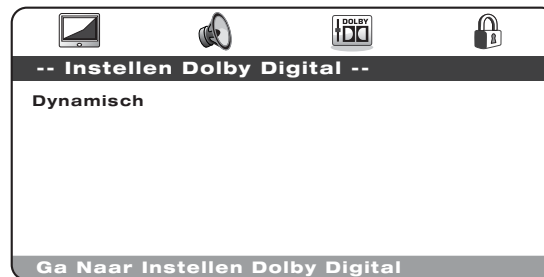 DOLBY
-- Instellen Dolby Digital --
Dynamisch
Ga Naar Instellen Dolby Digital